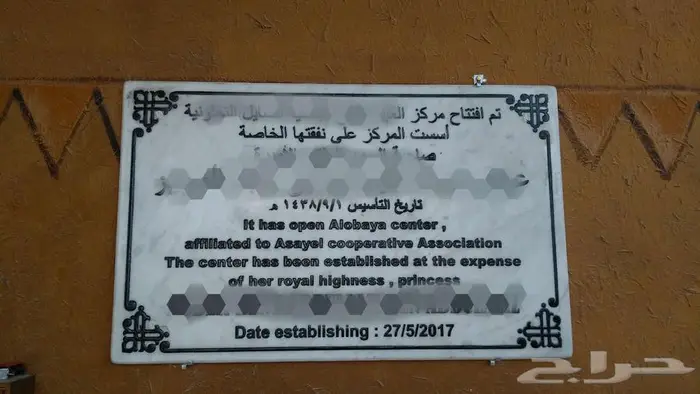 تم افتتاح مركز التعاونية
أسست المركز على نفقتها الخاصة
تاريخ التأسيس ١٤٣٨/٩/١ هـ
It has open Alobaya center ,
affiliated to Asayel cooperative Association
The center has been established at the expense
of her royal highness , princess
Date establishing : 27/5/2017
حراج